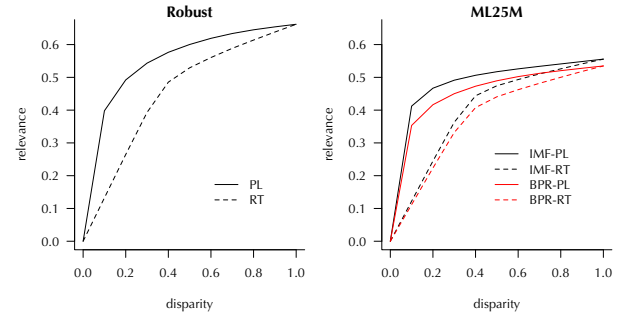 Robust
relevance
0.6
0.5
0.4
0.3
0.2
0.1
0.0
PL
RT
0.0 0.2 0.4 0.6 0.8 1.0
disparity
ML25M
relevance
0.6
0.5
0.4
0.3
0.2
0.1
0.0
IMF-PL
IMF-RT
BPR-PL
BPR-RT
0.0 0.2 0.4 0.6 0.8 1.0
disparity